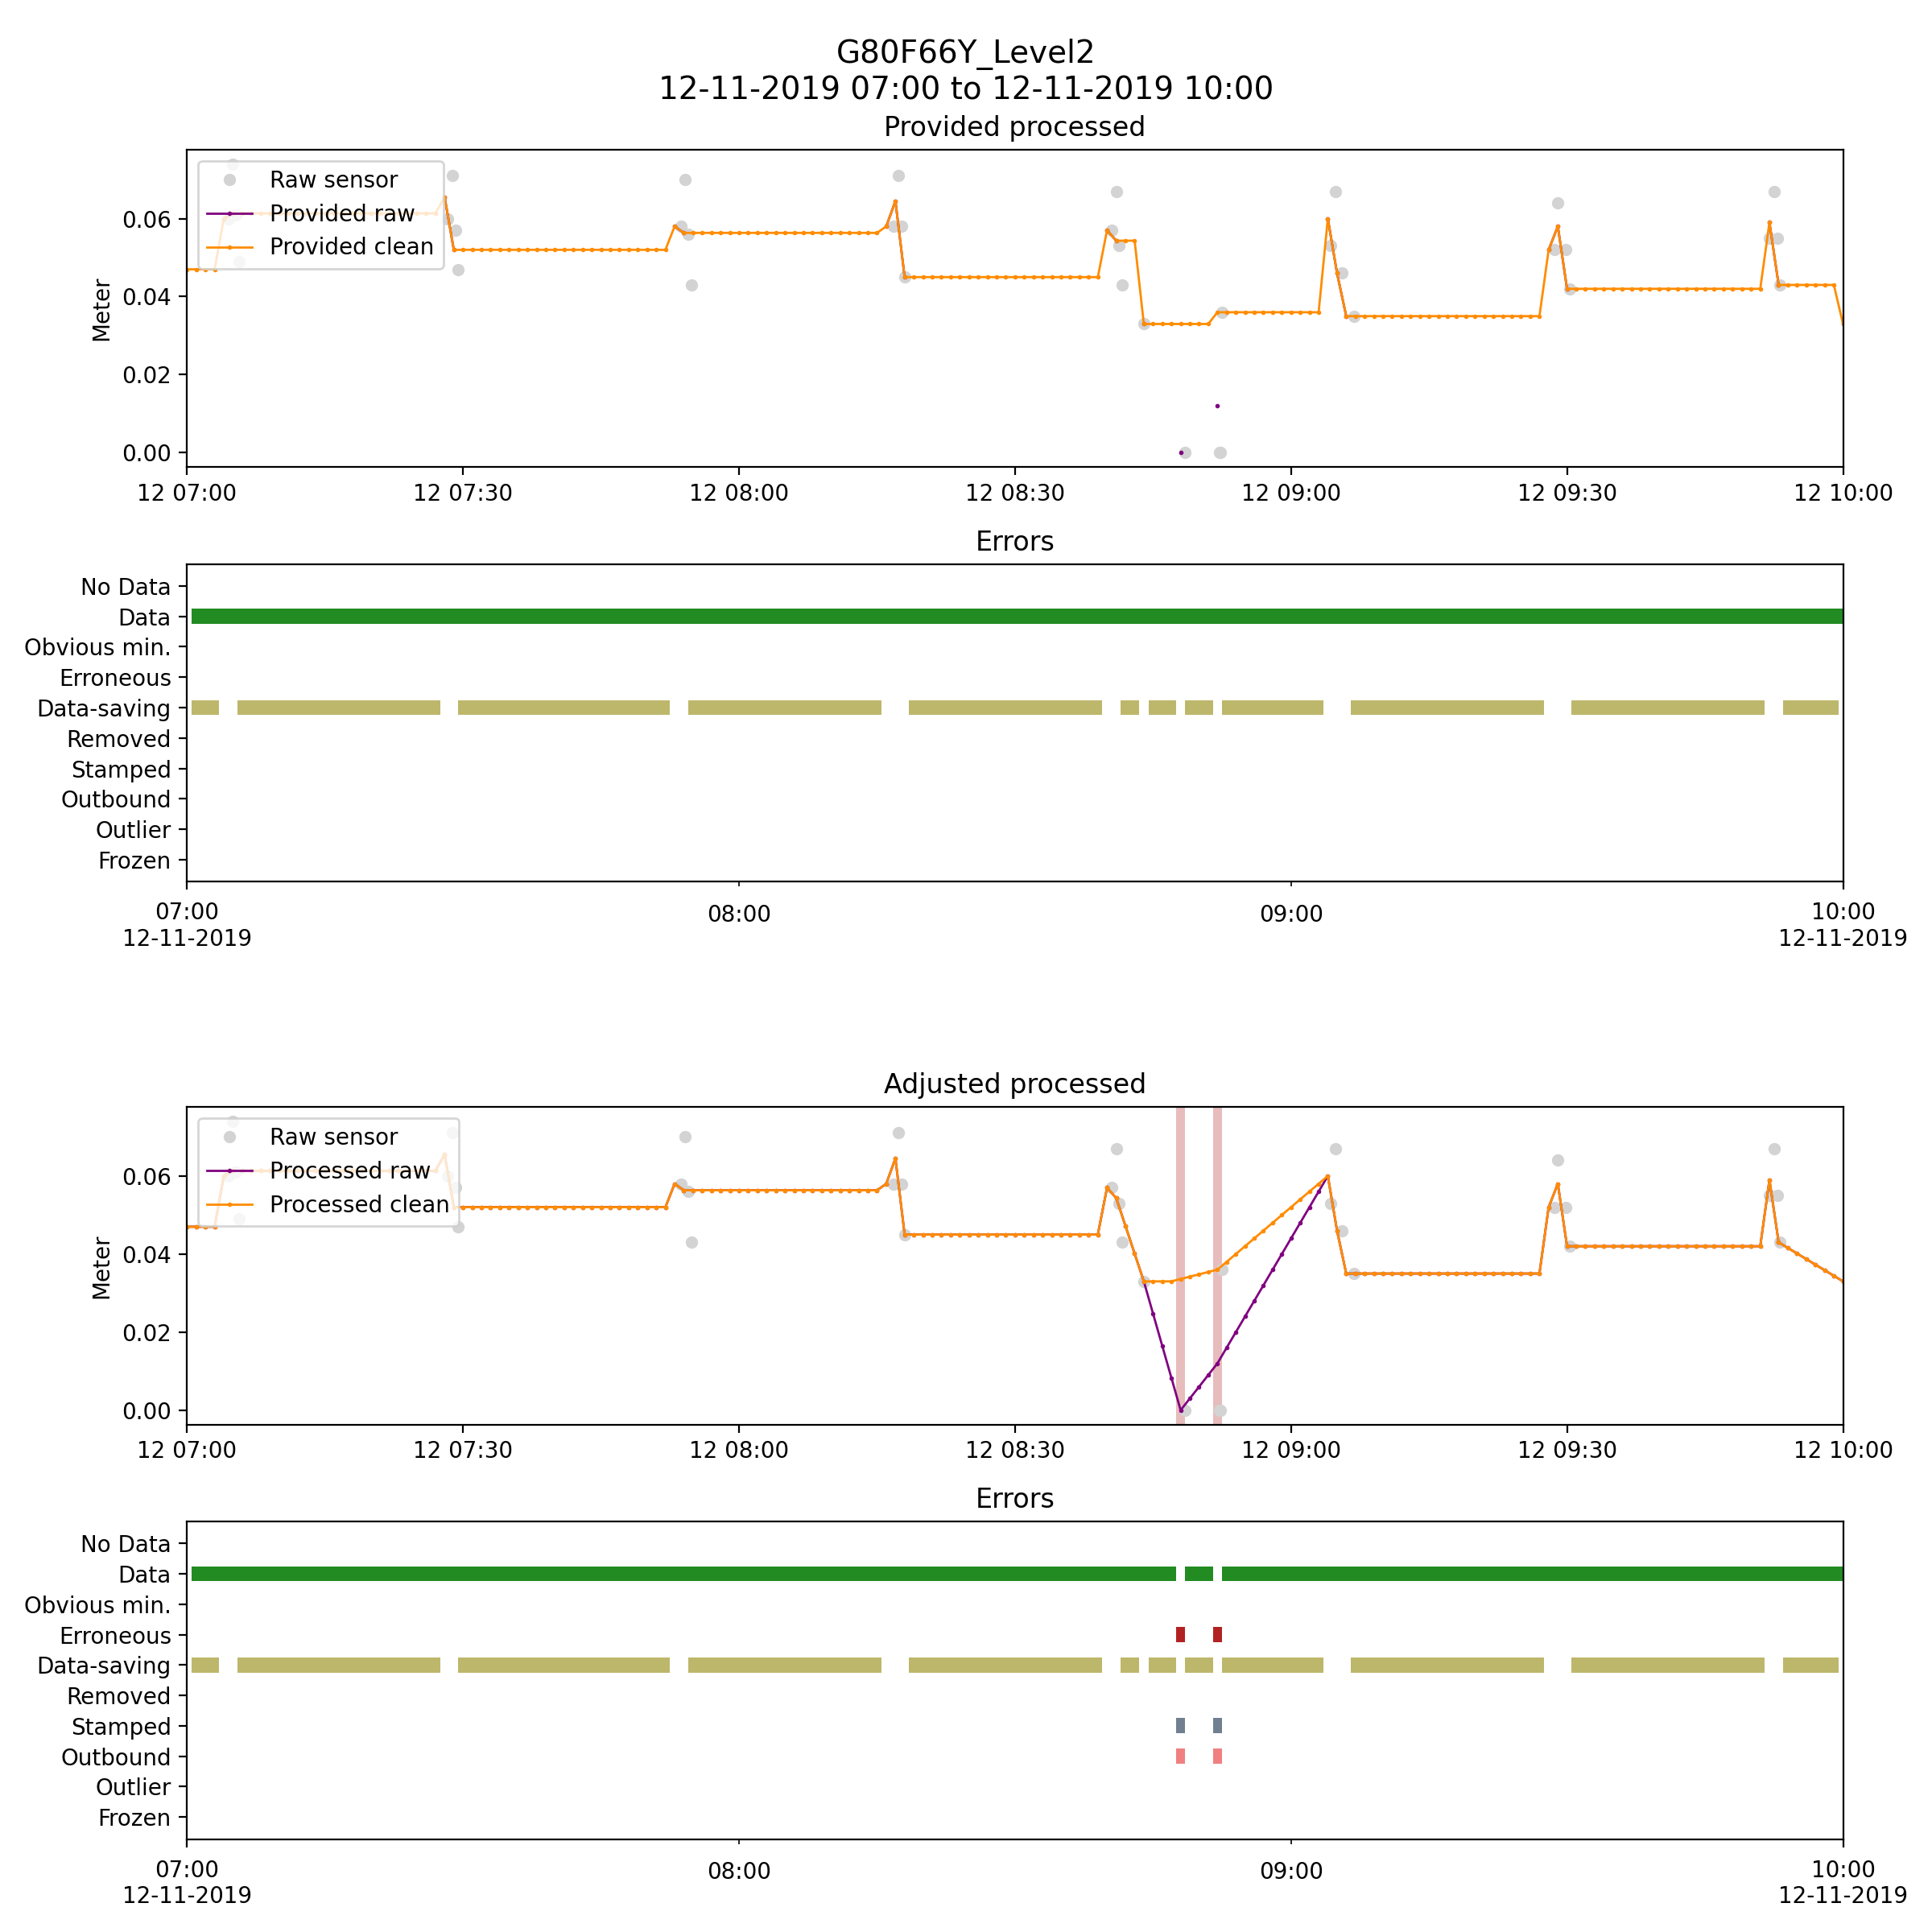 G80F66Y_Level2
12-11-2019 07:00 to 12-11-2019 10:00
Provided processed
Raw sensor
Provided raw
Provided clean
Meter
0.06
0.04
0.02
0.00
12 07:00 12 07:30 12 08:00 12 08:30 12 09:00 12 09:30 12 10:00
Errors
No Data
Data
Obvious min.
Erroneous
Data-saving
Removed
Stamped
Outbound
Outlier
Frozen
07:00 08:00 09:00 10:00
12-11-2019 12-11-2019
Adjusted processed
Raw sensor
Processed raw
Processed clean
Meter
0.06
0.04
0.02
0.00
12 07:00 12 07:30 12 08:00 12 08:30 12 09:00 12 09:30 12 10:00
Errors
No Data
Data
Obvious min.
Erroneous
Data-saving
Removed
Stamped
Outbound
Outlier
Frozen
07:00 08:00 09:00 10:00
12-11-2019 12-11-2019